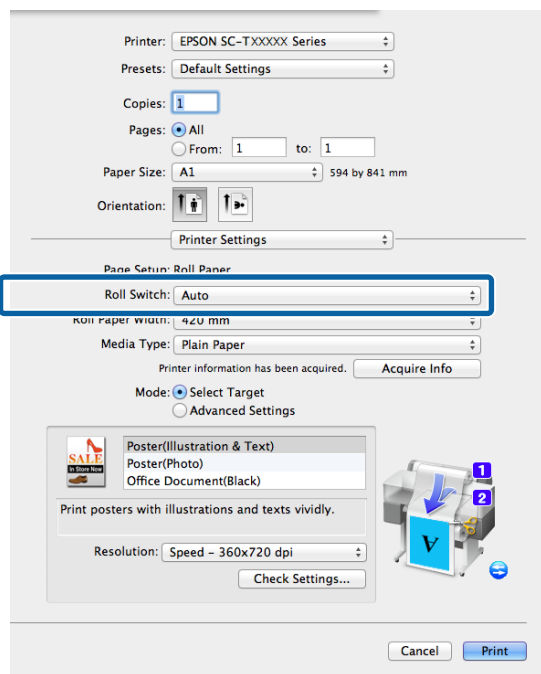 Printer: EPSON SC-TXXXXX Series
Presets: Default Settings
Copies: 1
Pages: All
From: 1 to: 1
Paper Size: A1 594 by 841 mm
Orientation:
Printer Settings
Page Setup: Roll Paper
Roll Switch: Auto
Roll Paper Width: 420 mm
Media Type: Plain Paper
Printer information has been acquired. Acquire Info
Mode: Select Target
Advanced Settings
SALE
In Store Now
Poster(Illustration & Text)
Poster(Photo)
Office Document(Black)
Print posters with illustrations and texts vividly.
Resolution: Speed - 360x720 dpi
Check Settings...
1
2
A
Cancel Print